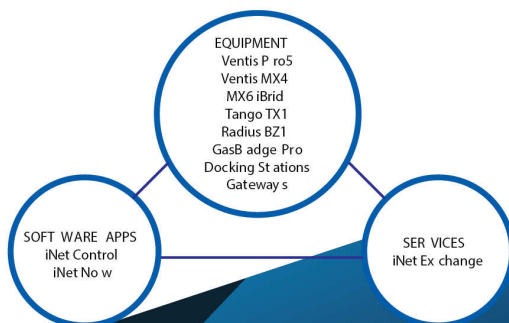 EQUIPMENT
Ventis P ro5
Ventis MX4
MX6 iBrid
Tango TX1
Radius BZ1
GasB adge Pro
Docking St ations
Gateway s
SOFT WARE APPS
iNet Control
iNet No w
SER VICES
iNet Ex change